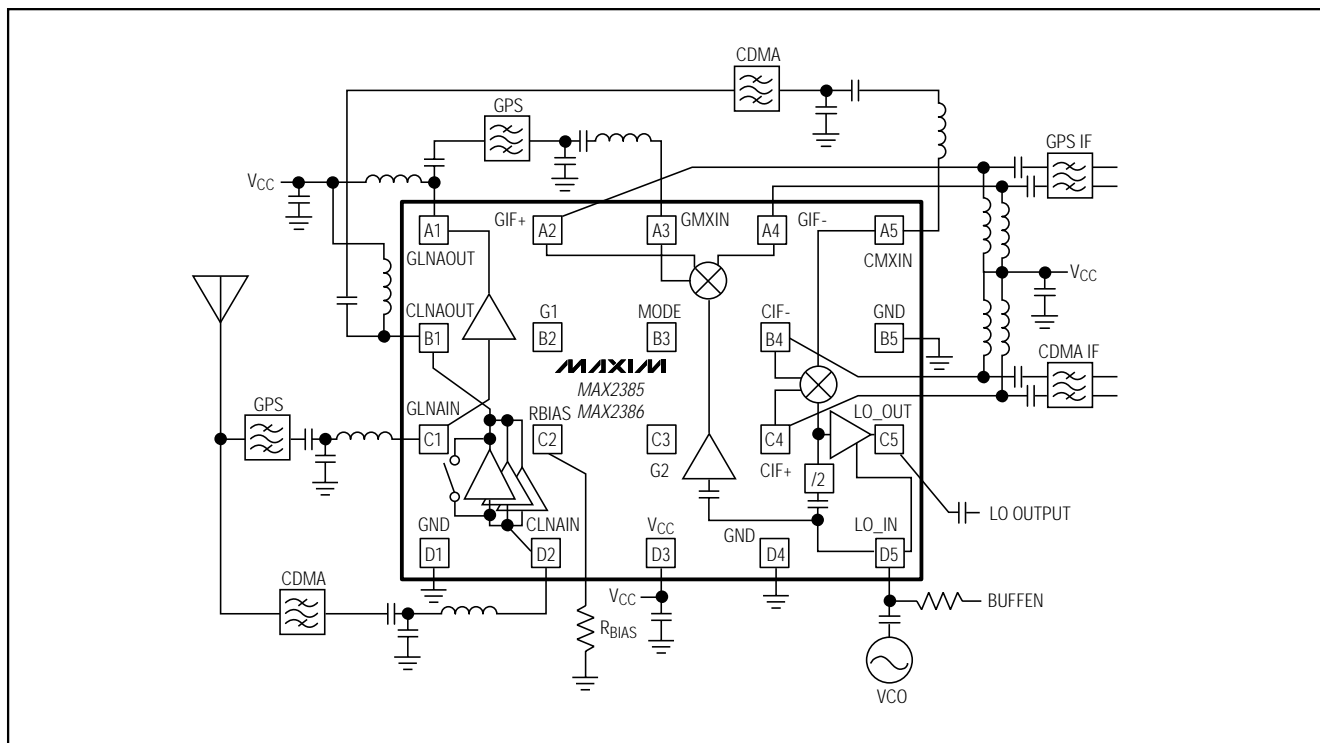 CDMA
GPS
GPS IF
VCC
A1
GIF+
A2
A3
GMXIN
A4
GIF-
A5
GLNAOUT
CMXIN
VCC
CLNAOUT
G1
MODE
CIF-
GND
B1
B2
B3
B4
B5
MAXIM
MAX2385
MAX2386
CDMA IF
GPS
GLNAIN
RBIAS
LO_OUT
C1
C2
C3
C4
C5
G2
CIF+
/2
LO OUTPUT
GND
CLNAIN
VCC
GND
LO_IN
D1
D2
D3
D4
D5
CDMA
VCC
BUFFEN
RBIAS
VCO